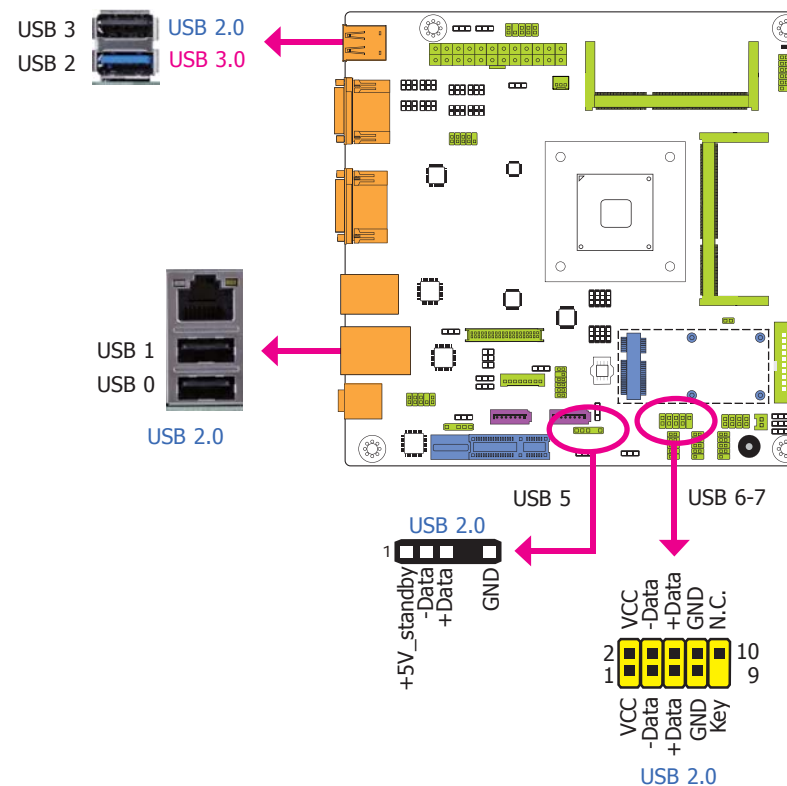 USB 3 USB 2.0
USB 2 USB 3.0
USB 1
USB 0
USB 2.0
USB 5
USB 6-7
USB 2.0
1
+5V_standby
-Data
+Data
GND
VCC
-Data
+Data
GND
N.C.
2 10
1 9
VCC
-Data
+Data
GND
Key
USB 2.0